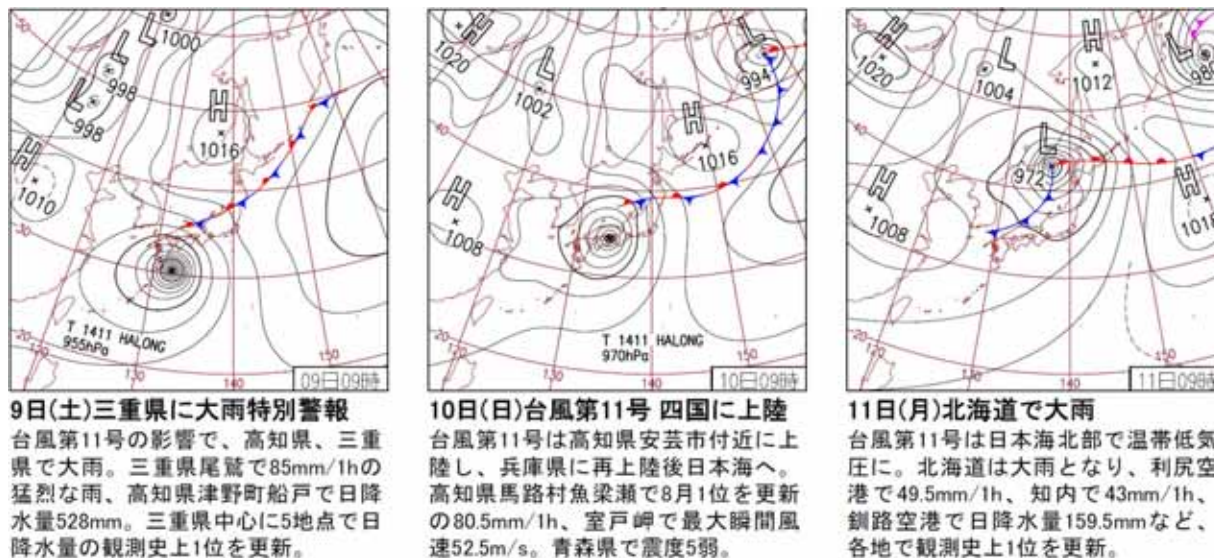 1000
998
998
1016
1010
40
30
20
120
130
140
150
50
T 1411 HALONG
955hPa
09日09時
9日(土)三重県に大雨特別警報
台風第11号の影響で、高知県、三重
県で大雨。三重県尾鷲で85mm/1hの
猛烈な雨、高知県津野町船戸で日降
水量528mm。三重県中心に5地点で日
降水量の観測史上1位を更新。
H
1020
L
1002
L
994
H
1016
H
1008
T 1411 HALONG
970hPa
10日09時
10日(日)台風第11号 四国に上陸
台風第11号は高知県安芸市付近に上
陸し、兵庫県に再上陸後日本海へ。
高知県馬路村魚梁瀬で8月1位を更新
の80.5mm/1h、室戸岬で最大瞬間風
速52.5m/s。青森県で震度5弱。
H
1020
L
1004
H
1012
L
L
972
H
1008
H
1018
11日09時
11日(月)北海道で大雨
台風第11号は日本海北部で温帯低気
圧に。北海道は大雨となり、利尻空
港で49.5mm/1h、知内で43mm/1h、
釧路空港で日降水量159.5mmなど、
各地で観測史上1位を更新。